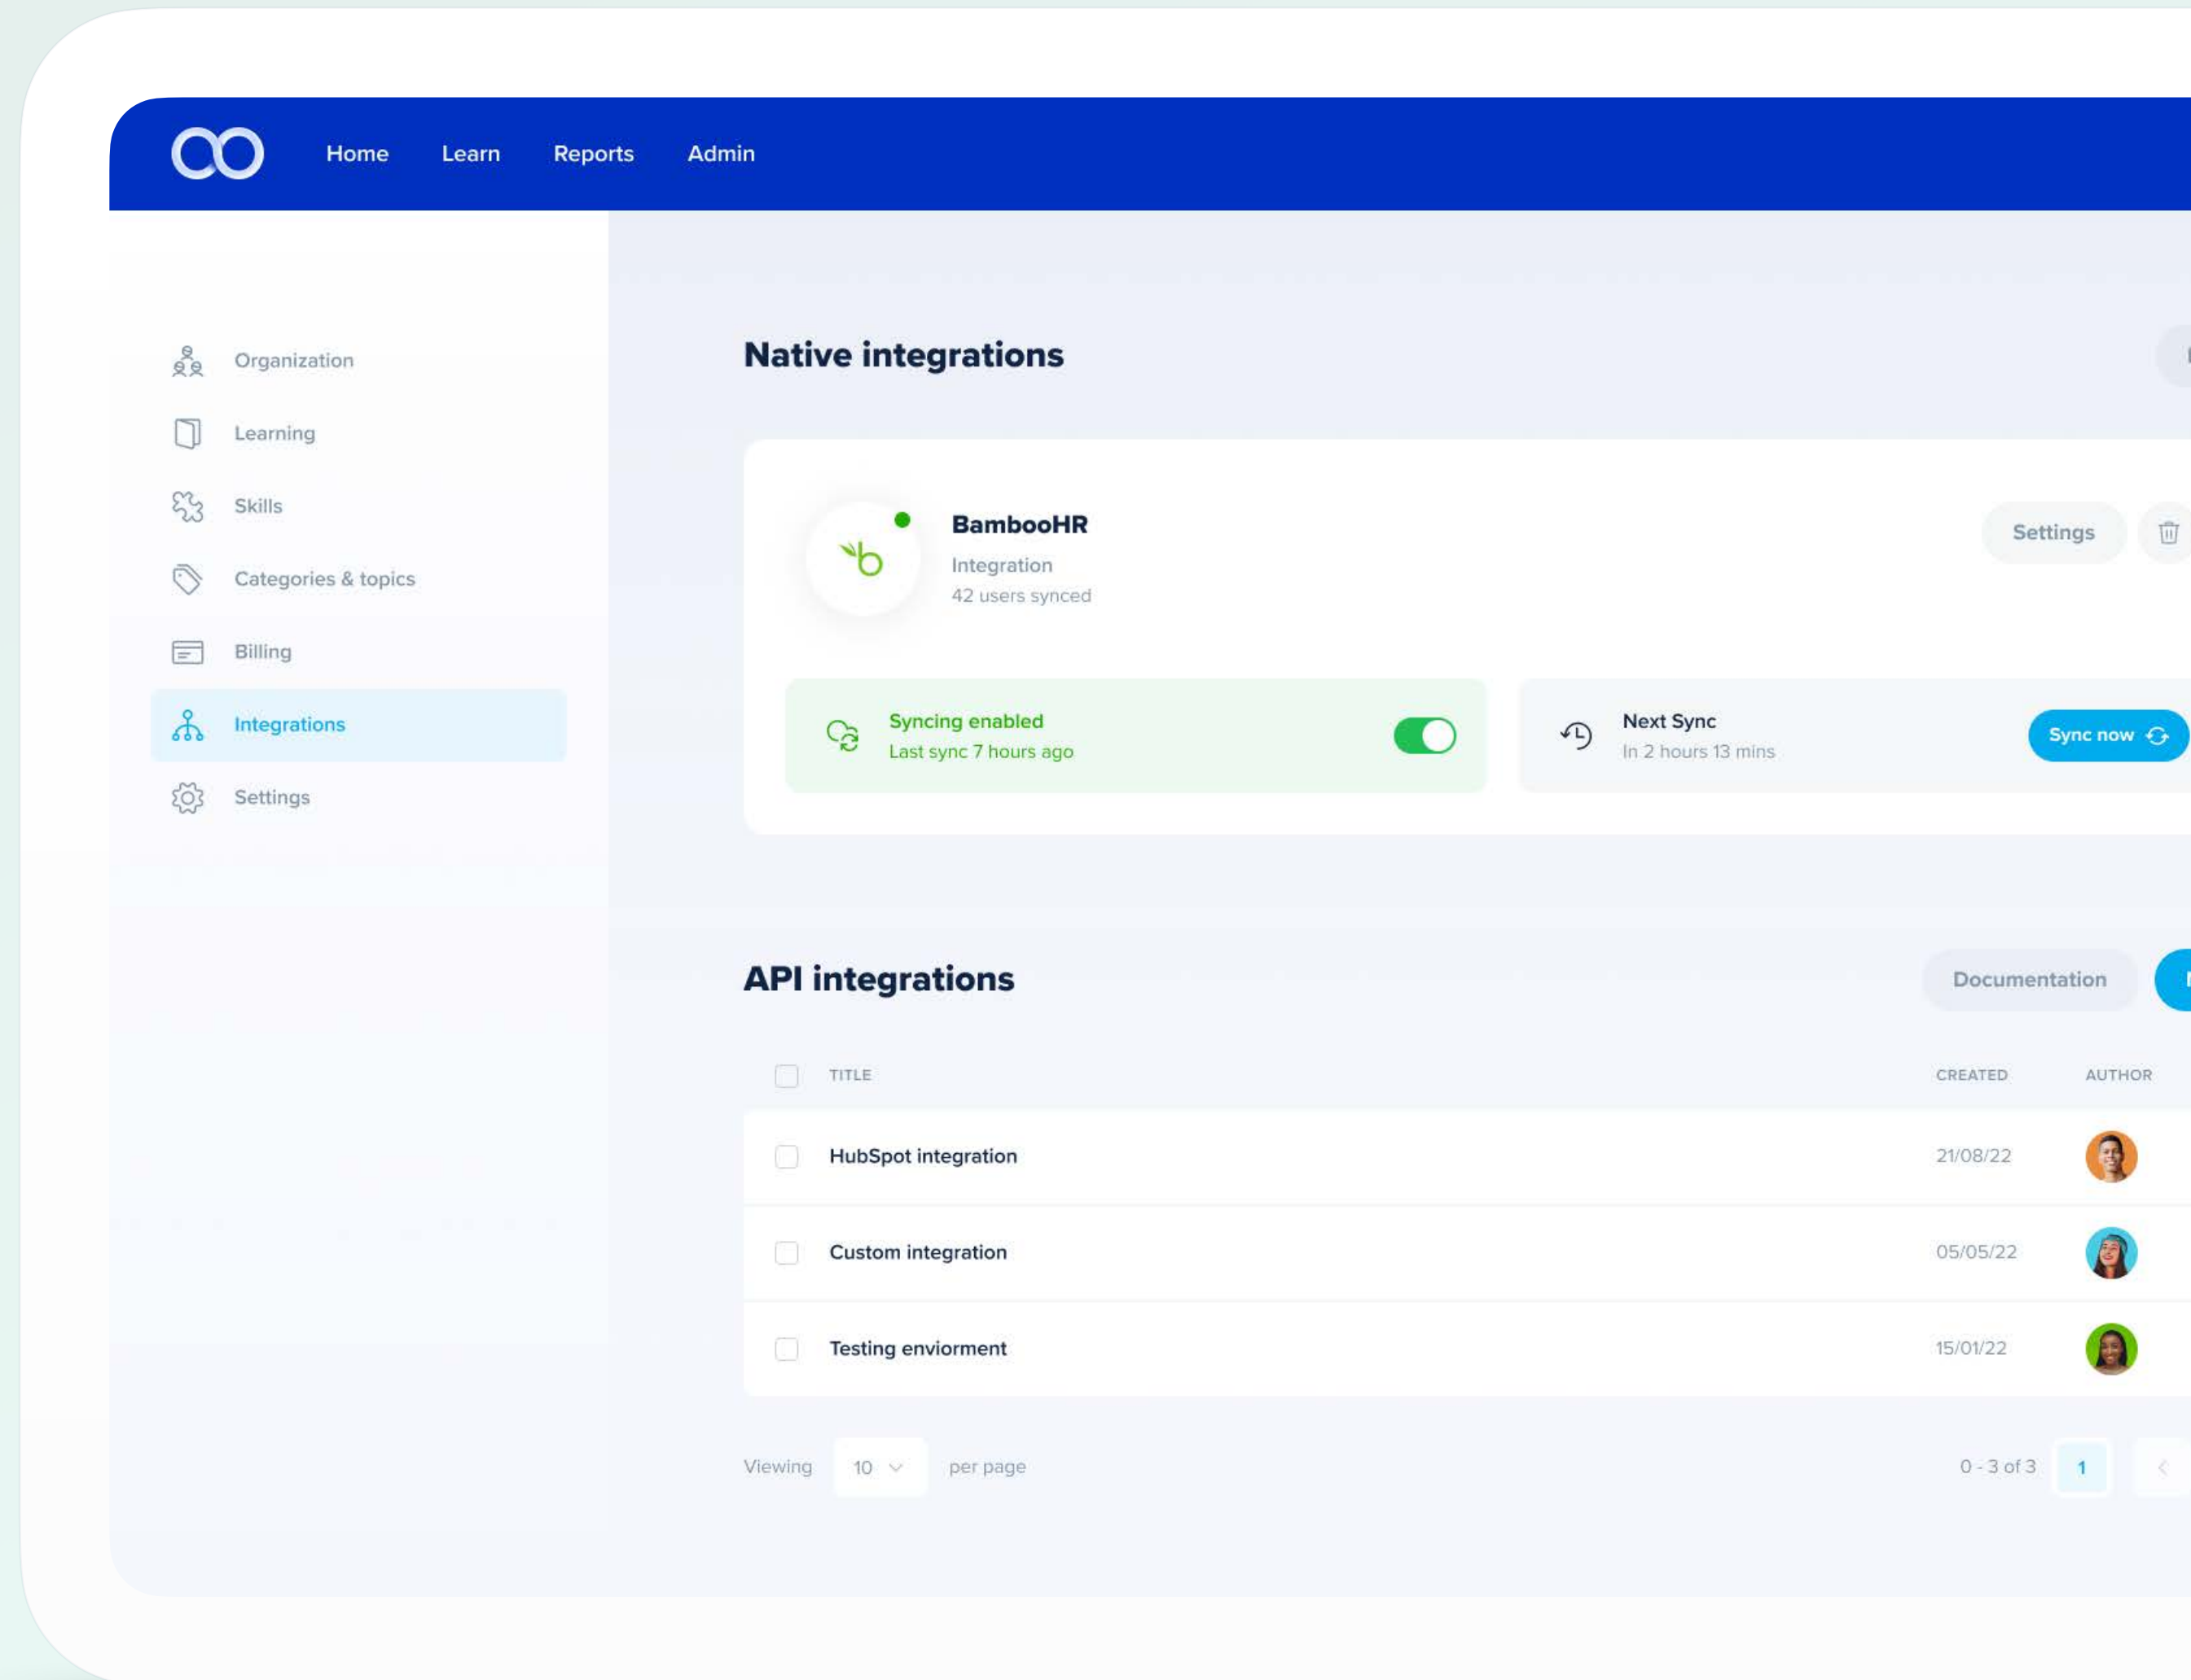 Home Learn Reports Admin
Organization
Learning
Skills
Categories & topics
Billing
Integrations
Settings
Native integrations
BambooHR
Integration
42 users synced
Settings
Syncing enabled
Last sync 7 hours ago
Next Sync
In 2 hours 13 mins
Sync now
API integrations
Documentation
TITLE CREATED AUTHOR
HubSpot integration 21/08/22
Custom integration 05/05/22
Testing enviorment 15/01/22
Viewing 10 per page 0 - 3 of 3 1